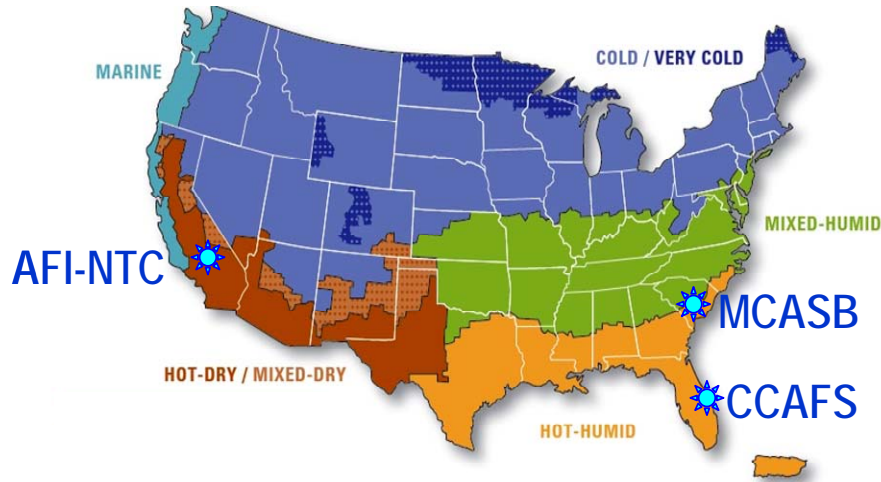 MARINE
COLD / VERY COLD
MIXED-HUMID
AFI-NTC
MCASB
HOT-DRY / MIXED-DRY
CCAFS
HOT-HUMID